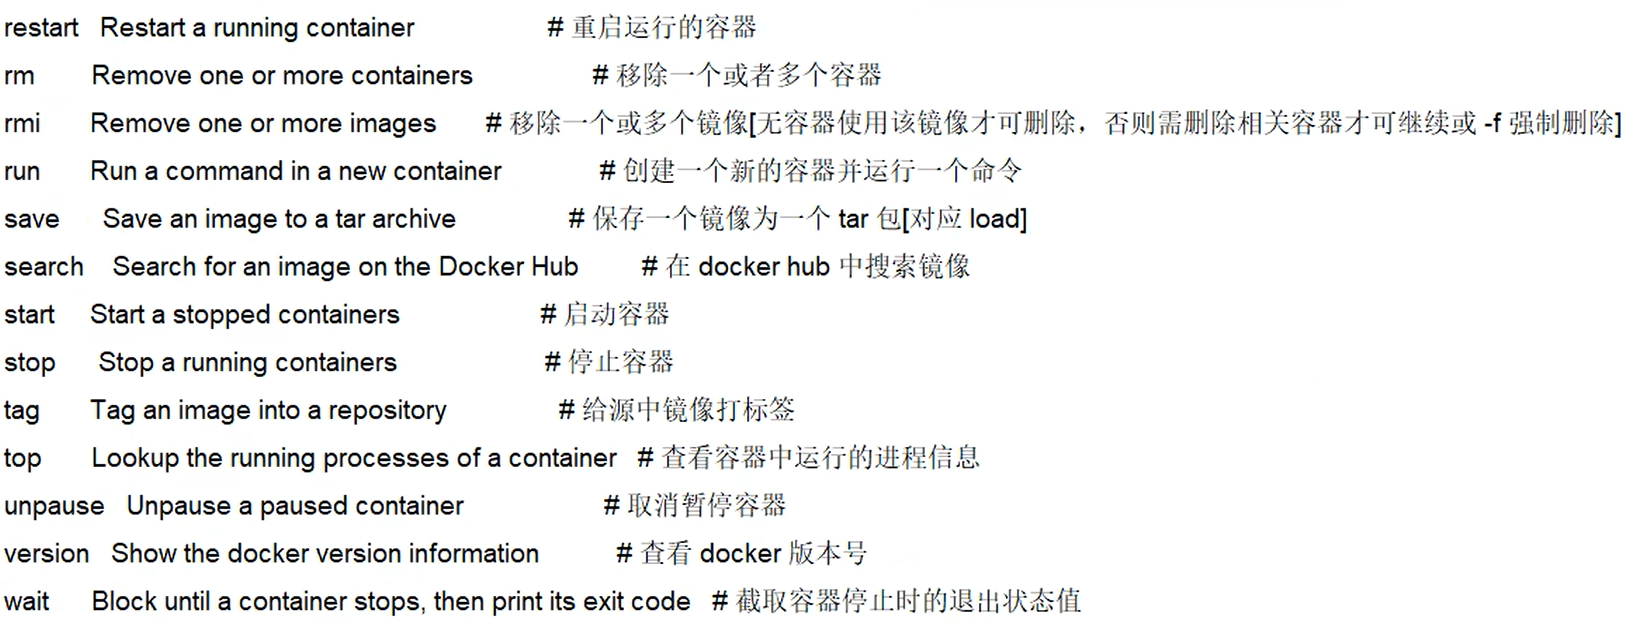 restart Restart a running container # 重启运行的容器
rm Remove one or more containers # 移除一个或者多个容器
rmi Remove one or more images # 移除一个或多个镜像[无容器使用该镜像才可删除，否则需删除相关容器才可继续或 -f 强制删除]
run Run a command in a new container # 创建一个新的容器并运行一个命令
save Save an image to a tar archive # 保存一个镜像为一个 tar 包[对应 load]
search Search for an image on the Docker Hub # 在 docker hub 中搜索镜像
start Start a stopped containers # 启动容器
stop Stop a running containers # 停止容器
tag Tag an image into a repository # 给源中镜像打标签
top Lookup the running processes of a container # 查看容器中运行的进程信息
unpause Unpause a paused container # 取消暂停容器
version Show the docker version information # 查看 docker 版本号
wait Block until a container stops, then print its exit code # 截取容器停止时的退出状态值